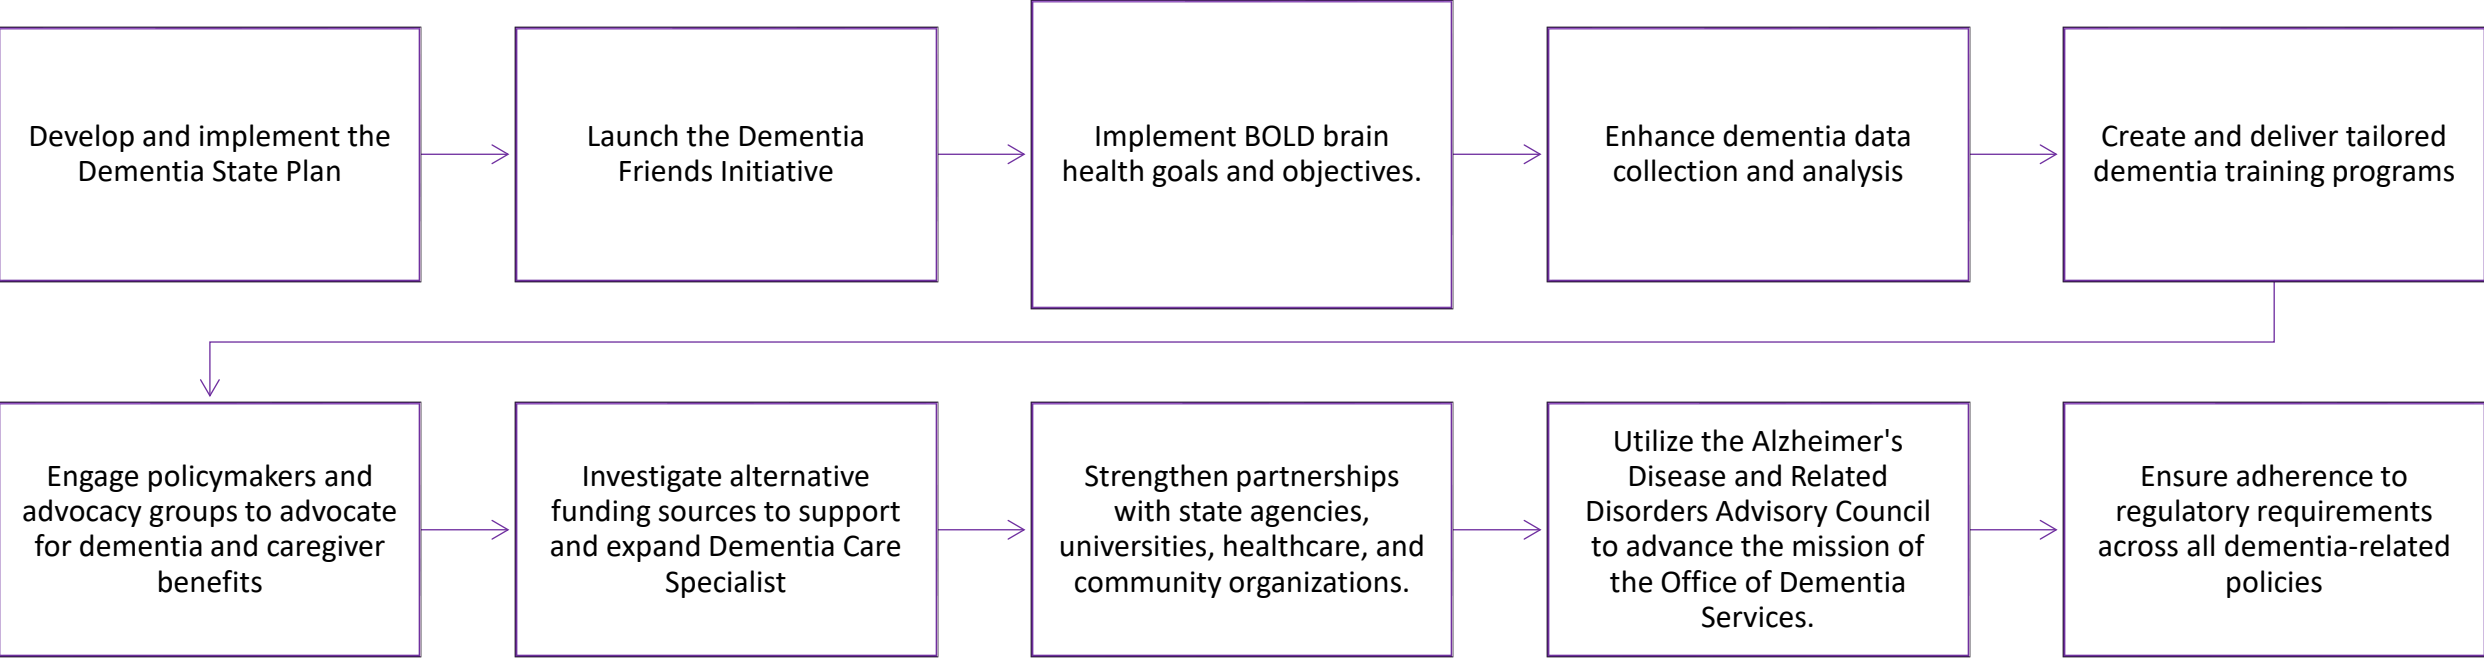 Develop and implement the
Dementia State Plan
Launch the Dementia
Friends Initiative
Implement BOLD brain
health goals and objectives.
Enhance dementia data
collection and analysis
Create and deliver tailored
dementia training programs
Engage policymakers and
advocacy groups to advocate
for dementia and caregiver
benefits
Investigate alternative
funding sources to support
and expand Dementia Care
Specialist
Strengthen partnerships
with state agencies,
universities, healthcare, and
community organizations.
Utilize the Alzheimer's
Disease and Related
Disorders Advisory Council
to advance the mission of
the Office of Dementia
Services.
Ensure adherence to
regulatory requirements
across all dementia-related
policies